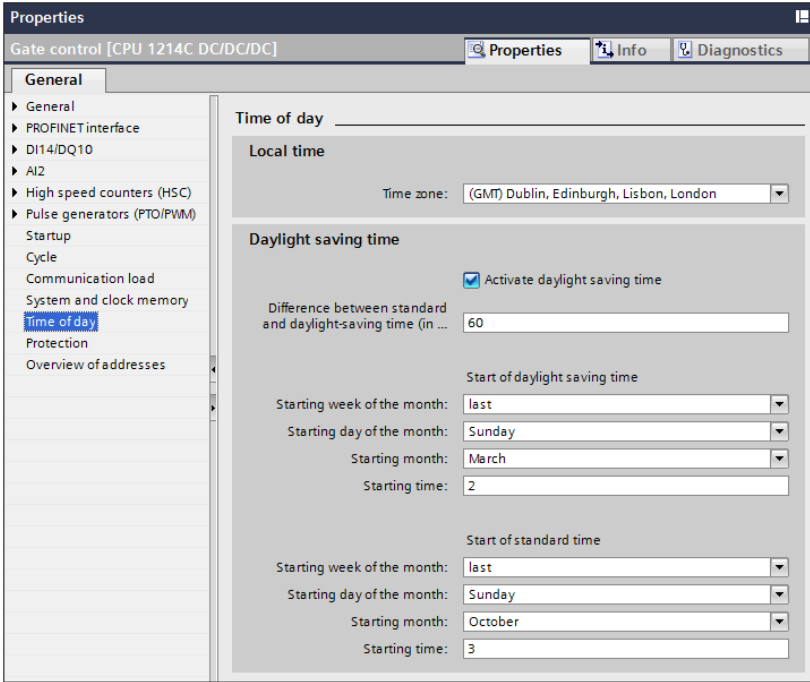 Properties
Gate control [CPU 1214C DC/DC/DC]
Properties
Info
Diagnostics
General
General
PROFINET interface
DI14/DQ10
AI2
High speed counters (HSC)
Pulse generators (PTO/PWM)
Startup
Cycle
Communication load
System and clock memory
Time of day
Protection
Overview of addresses
Time of day
Local time
Time zone: (GMT) Dublin, Edinburgh, Lisbon, London
Daylight saving time
Activate daylight saving time
Difference between standard
and daylight-saving time (in ... 60
Start of daylight saving time
Starting week of the month: last
Starting day of the month: Sunday
Starting month: March
Starting time: 2
Start of standard time
Starting week of the month: last
Starting day of the month: Sunday
Starting month: October
Starting time: 3